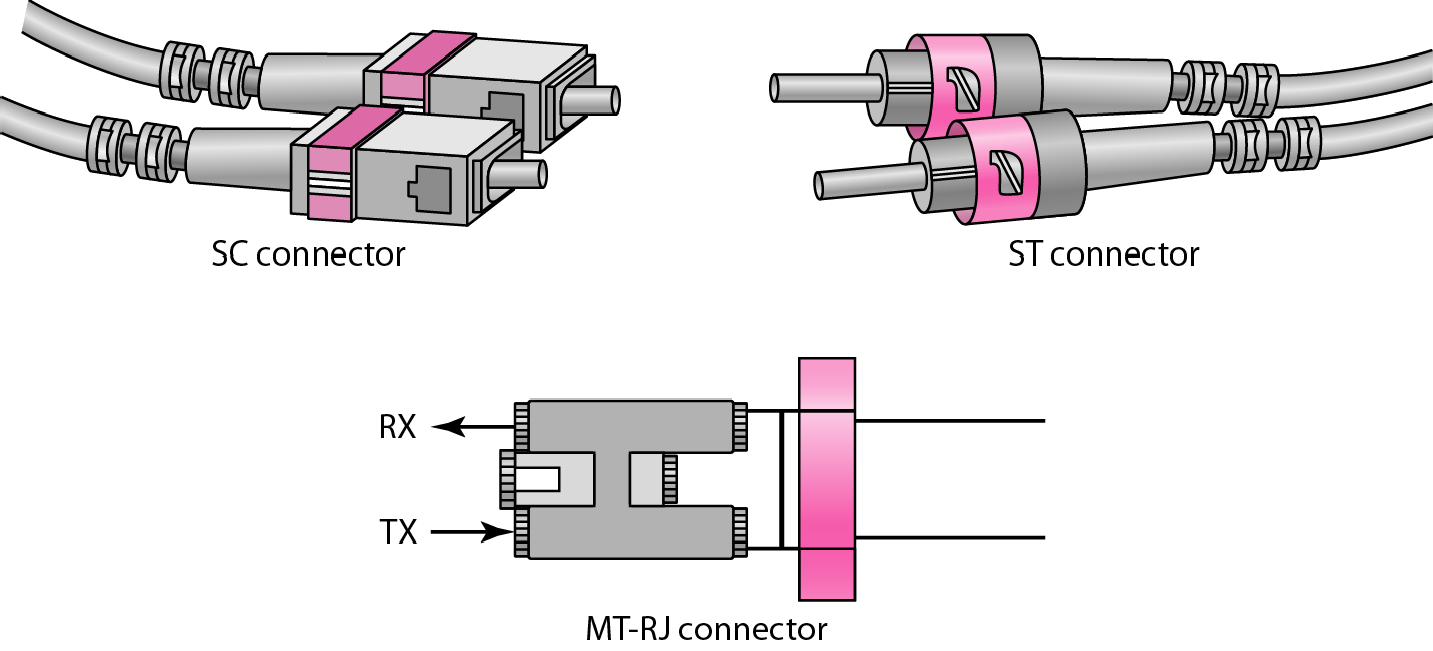 SC connector
ST connector
RX
TX
MT-RJ connector